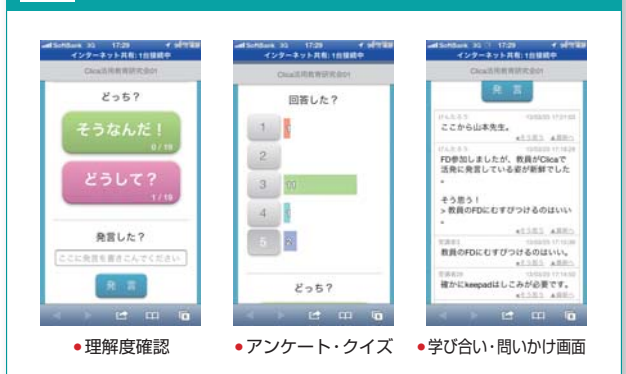 SoftBank 3G 17:29
インターネット共有: 1台接続中
Clica活用教育研究会01
どっち？
そうなんだ！
0 / 19
どうして？
1 / 19
発言した？
ここに発言を書きこんでください
発 言
SoftBank 3G 17:29
インターネット共有: 1台接続中
Clica活用教育研究会01
回答した？
1
2
3
4
5
どっち？
SoftBank 3G 17:29
インターネット共有: 1台接続中
Clica活用教育研究会01
発 言
ここから山本先生。
FD参加しましたが、教員がClicaで
活発に発言している姿が新鮮でした
。
そう思う！
> 教員のFDにむすびつけるのはいい
。
教員のFDにむすびつけるのはいい。
確かにkeepadはしこみが必要です。
•理解度確認
•アンケート・クイズ
•学び合い・問いかけ画面